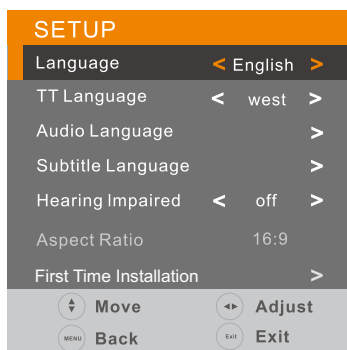 SETUP
Language < English >
TT Language < west >
Audio Language >
Subtitle Language >
Hearing Impaired < off >
Aspect Ratio 16:9
First Time Installation >
Move Adjust
MENU Back Exit Exit